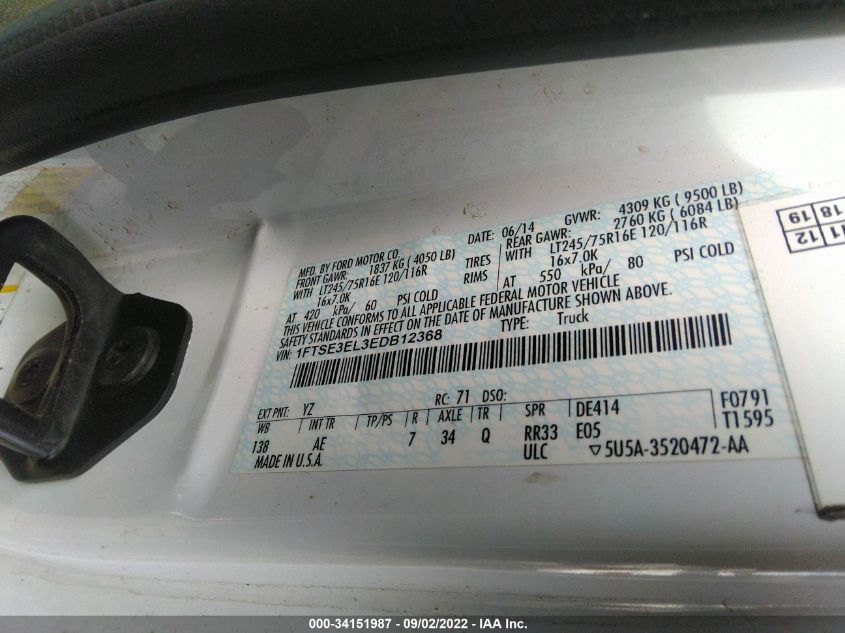 MFD. BY FORD MOTOR CO.
DATE: 06/14 GVWR: 4309 KG ( 9500 LB)
FRONT GAWR: 1837 KG ( 4050 LB)
REAR GAWR: 2760 KG ( 6084 LB)
WITH LT245/75R16E 120/116R TIRES
WITH LT245/75R16E 120/116R
16x7.0K RIMS
16x7.0K
AT 420 kPa/ 60 PSI COLD
AT 550 kPa/ 80 PSI COLD
THIS VEHICLE CONFORMS TO ALL APPLICABLE FEDERAL MOTOR VEHICLE
SAFETY STANDARDS IN EFFECT ON THE DATE OF MANUFACTURE SHOWN ABOVE.
VIN: 1FTSE3EL3EDB12368 TYPE: Truck
EXT PNT: YZ RC: 71 DSO: F0791
WB INT TR TP/PS R AXLE TR SPR DE414 T1595
138 AE 7 34 Q RR33 E05
ULC
MADE IN U.S.A. ▽5U5A-3520472-AA
18 19
11 12
000-34151987 - 09/02/2022 - IAA Inc.